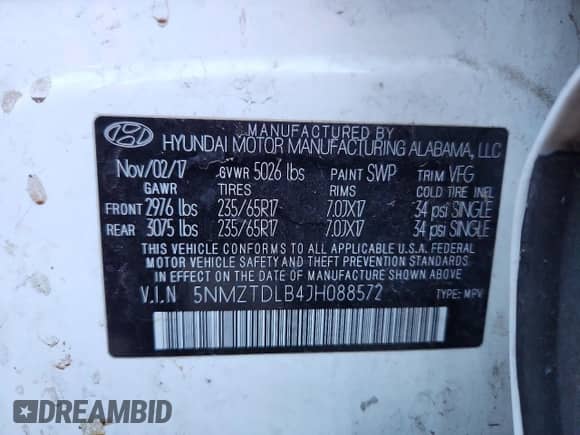 MANUFACTURED BY
HYUNDAI MOTOR MANUFACTURING ALABAMA, LLC
Nov/02/17 GVWR 5026 lbs PAINT SWP TRIM VFG
GAWR TIRES RIMS COLD TIRE INFL
FRONT 2976 lbs 235/65R17 7.0JX17 34 psi SINGLE
REAR 3075 lbs 235/65R17 7.0JX17 34 psi SINGLE
THIS VEHICLE CONFORMS TO ALL APPLICABLE U.S.A. FEDERAL
MOTOR VEHICLE SAFETY AND THEFT PREVENTION STANDARDS
IN EFFECT ON THE DATE OF MANUFACTURE SHOWN ABOVE.
V.I.N 5NMZTDLB4JH088572 TYPE: MPV
DREAMBID